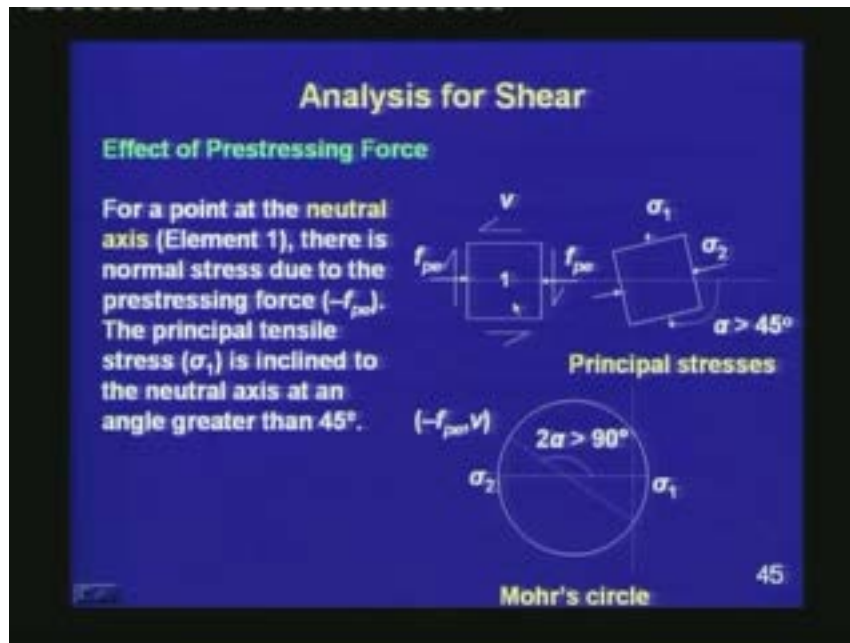 Analysis for Shear
Effect of Prestressing Force
For a point at the neutral
axis (Element 1), there is
normal stress due to the
prestressing force (–fpe).
The principal tensile
stress (σ1) is inclined to
the neutral axis at an
angle greater than 45°.
v
fpe
1
fpe
σ1
σ2
α > 45º
Principal stresses
(–fpe,v)
2α > 90°
σ2
σ1
Mohr's circle
45